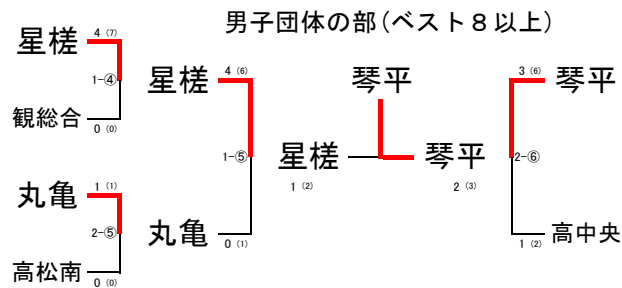 男子団体の部(ベスト8以上)
星槎 4 (7)
1-④
観総合 0 (0)
丸亀 1 (1)
2-⑤
高松南 0 (0)
星槎 4 (6)
1-⑤
丸亀 0 (1)
琴平
星槎 1 (2)
琴平 2 (3)
3 (6) 琴平
2-⑥
1 (2) 高中央